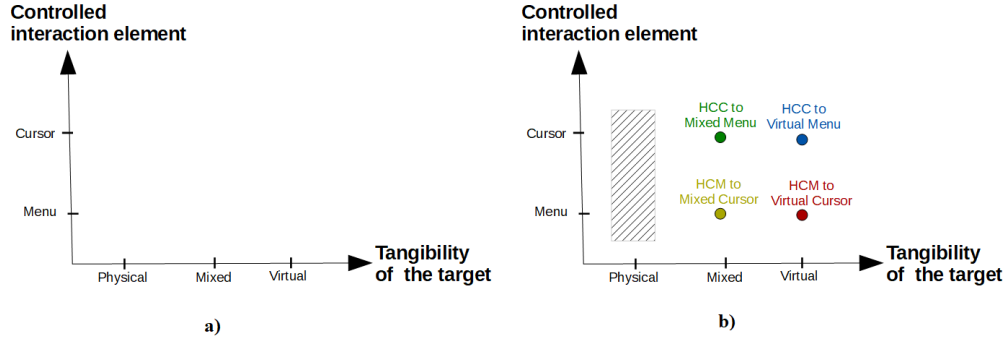 Controlled
interaction element
Cursor
Menu
Physical
Mixed
Virtual
Tangibility
of the target
a)
Controlled
interaction element
Cursor
Menu
HCC to
Mixed Menu
HCC to
Virtual Menu
HCM to
Mixed Cursor
HCM to
Virtual Cursor
Physical
Mixed
Virtual
Tangibility
of the target
b)